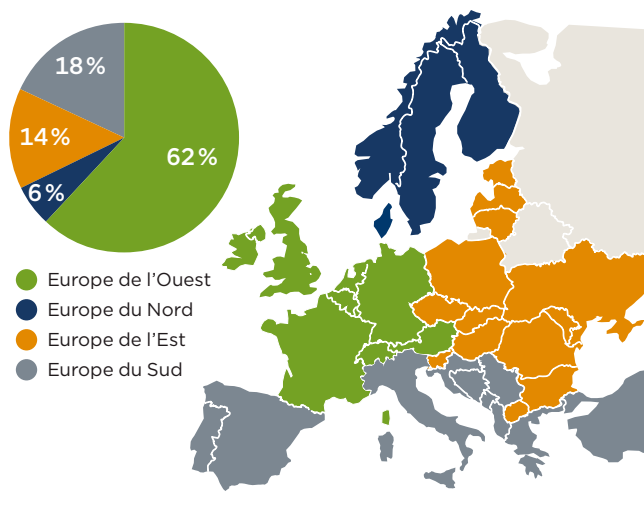 18 %
14 %
62 %
6 %
Europe de l’Ouest
Europe du Nord
Europe de l’Est
Europe du Sud